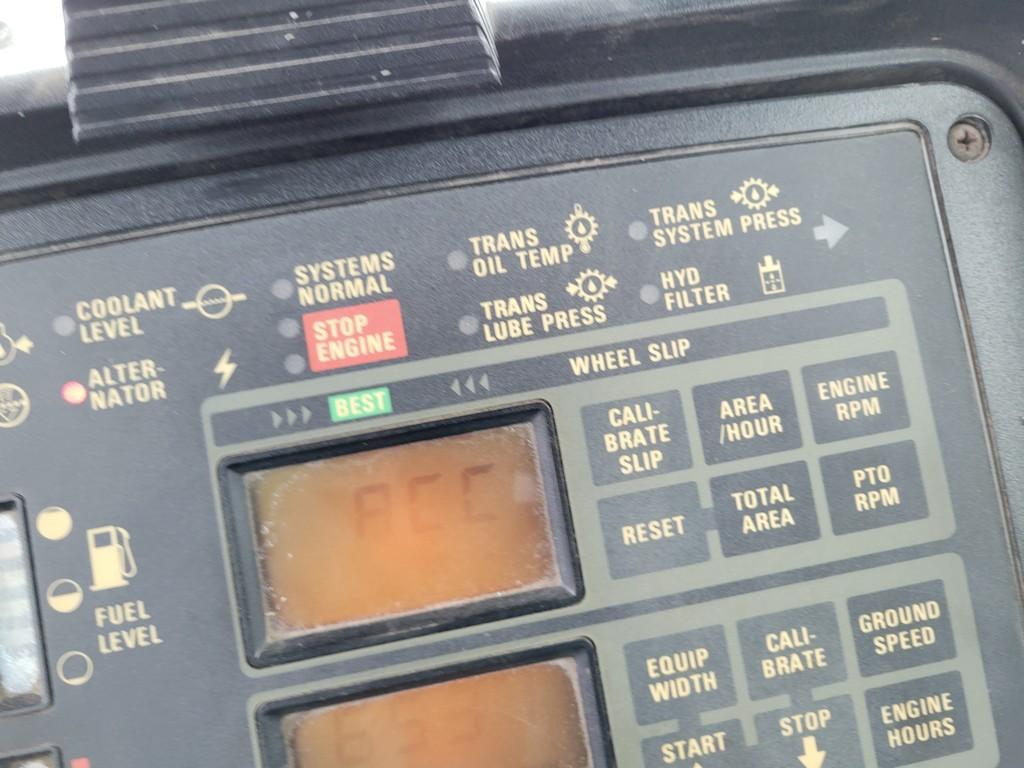 COOLANT
LEVEL
ALTER-
NATOR
SYSTEMS
NORMAL
STOP
ENGINE
TRANS
OIL TEMP
TRANS
LUBE PRESS
TRANS
SYSTEM PRESS
HYD
FILTER
WHEEL SLIP
BEST
ACC
CALI-
BRATE
SLIP
AREA
/HOUR
ENGINE
RPM
RESET
TOTAL
AREA
PTO
RPM
FUEL
LEVEL
EQUIP
WIDTH
CALI-
BRATE
GROUND
SPEED
START
STOP
ENGINE
HOURS